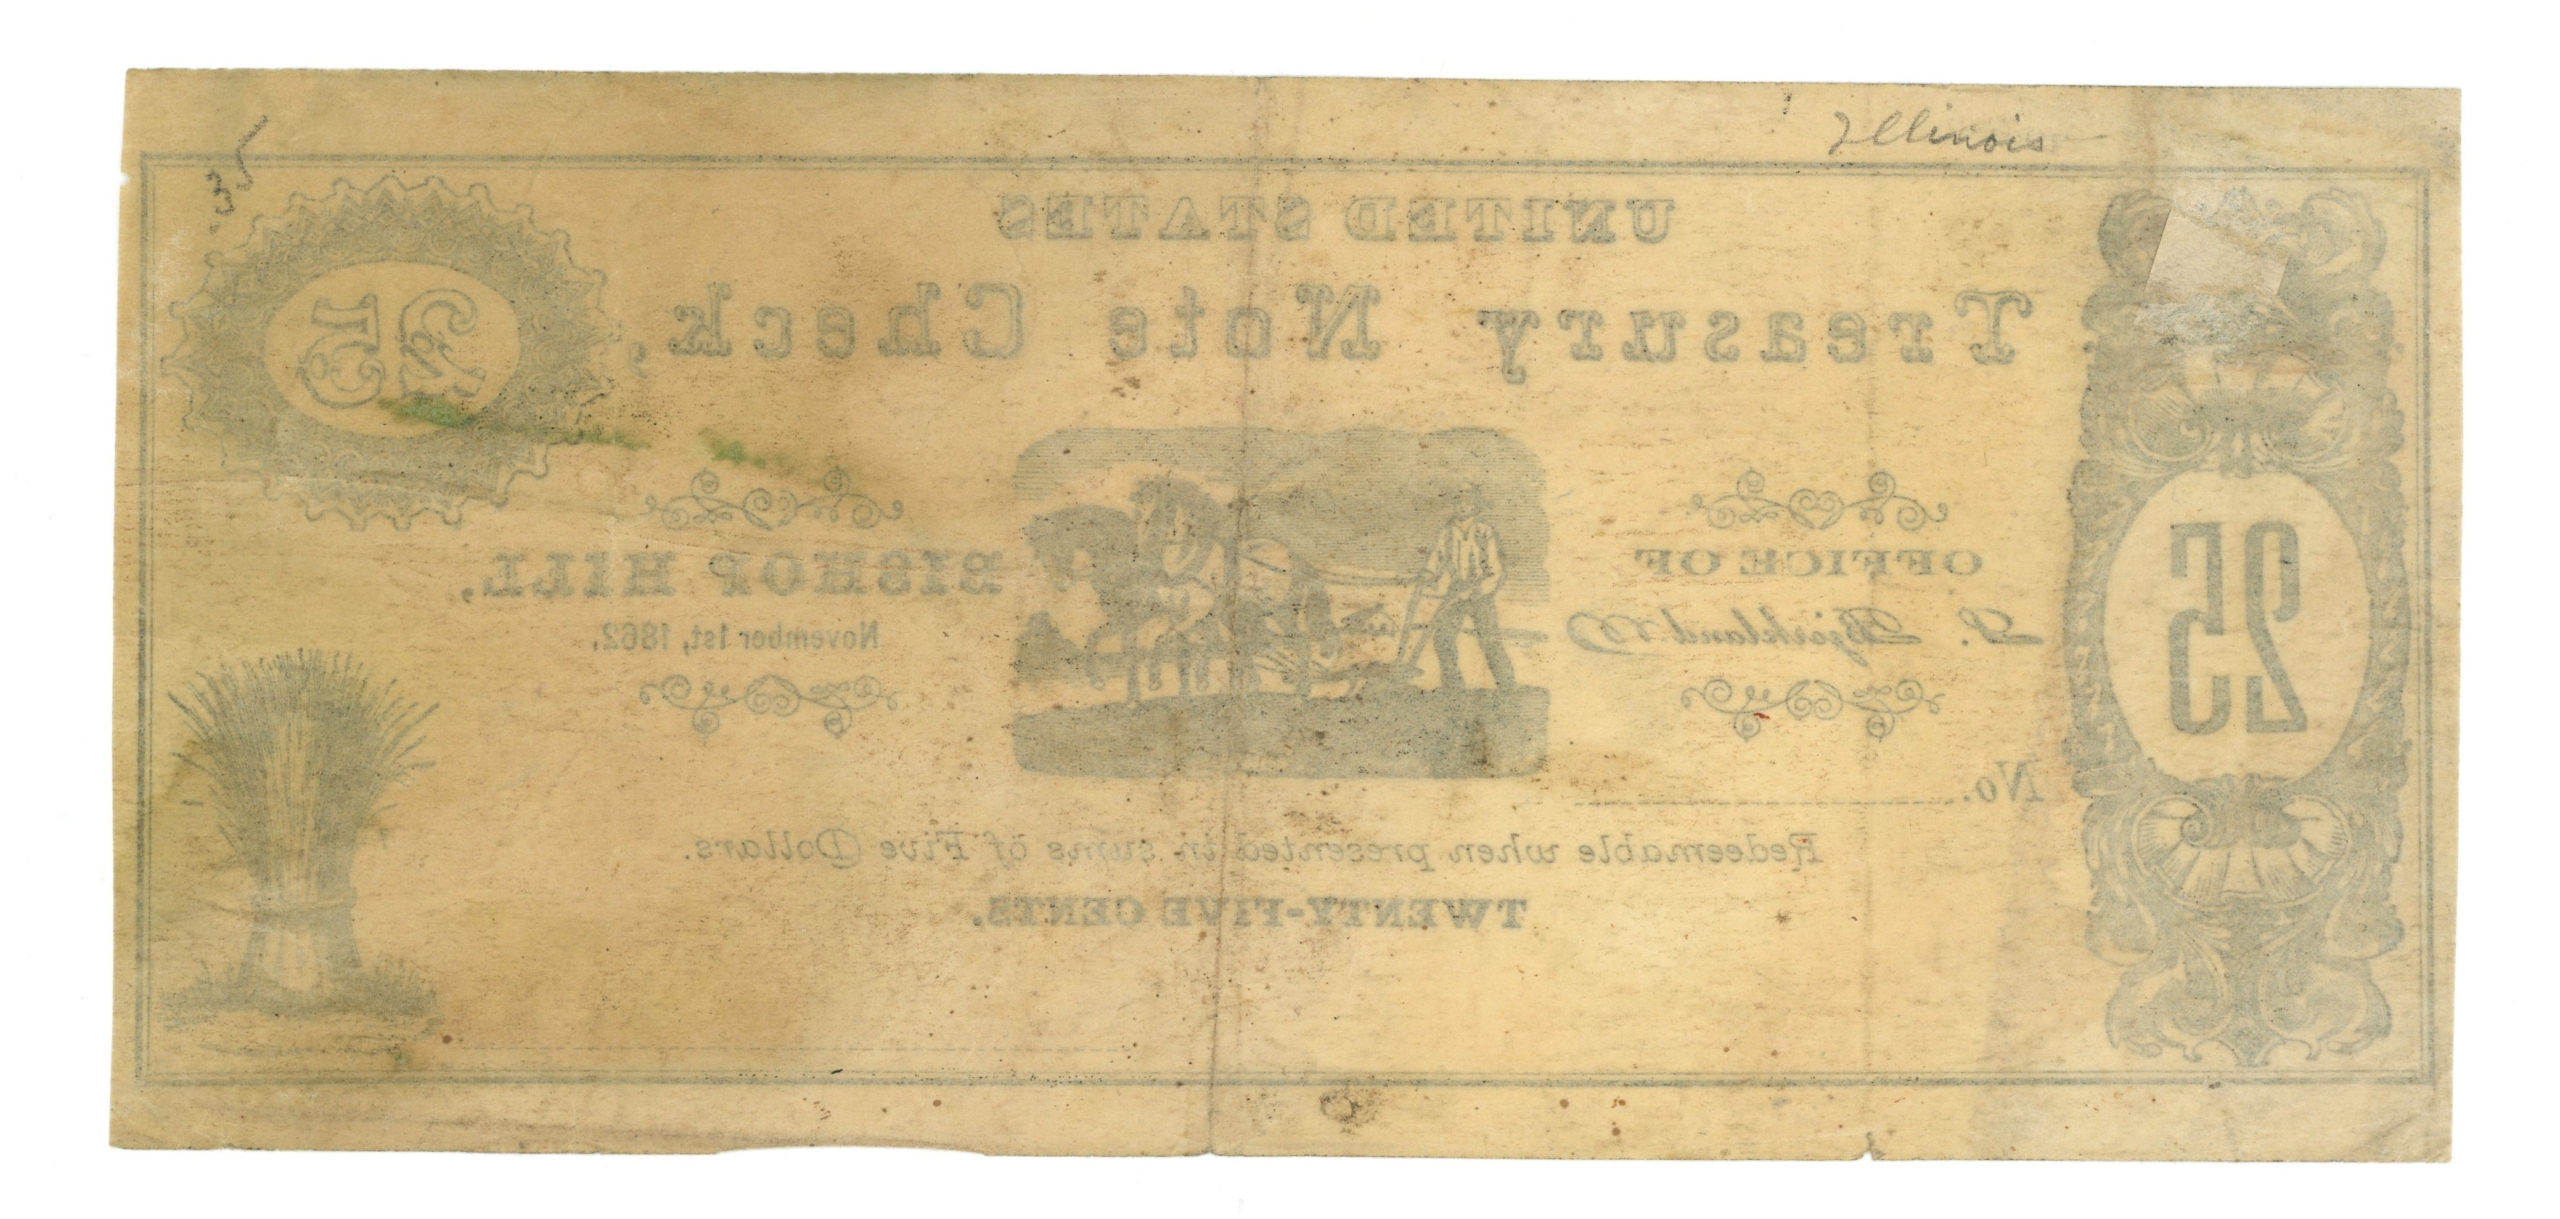 Illinois
35
UNITED STATES
Treasury Note Check,
25 Cts
OFFICE OF
BISHOP HILL,
November 1st, 1862.
25
No.
Redeemable when presented in sums of Five Dollars.
TWENTY-FIVE CENTS.